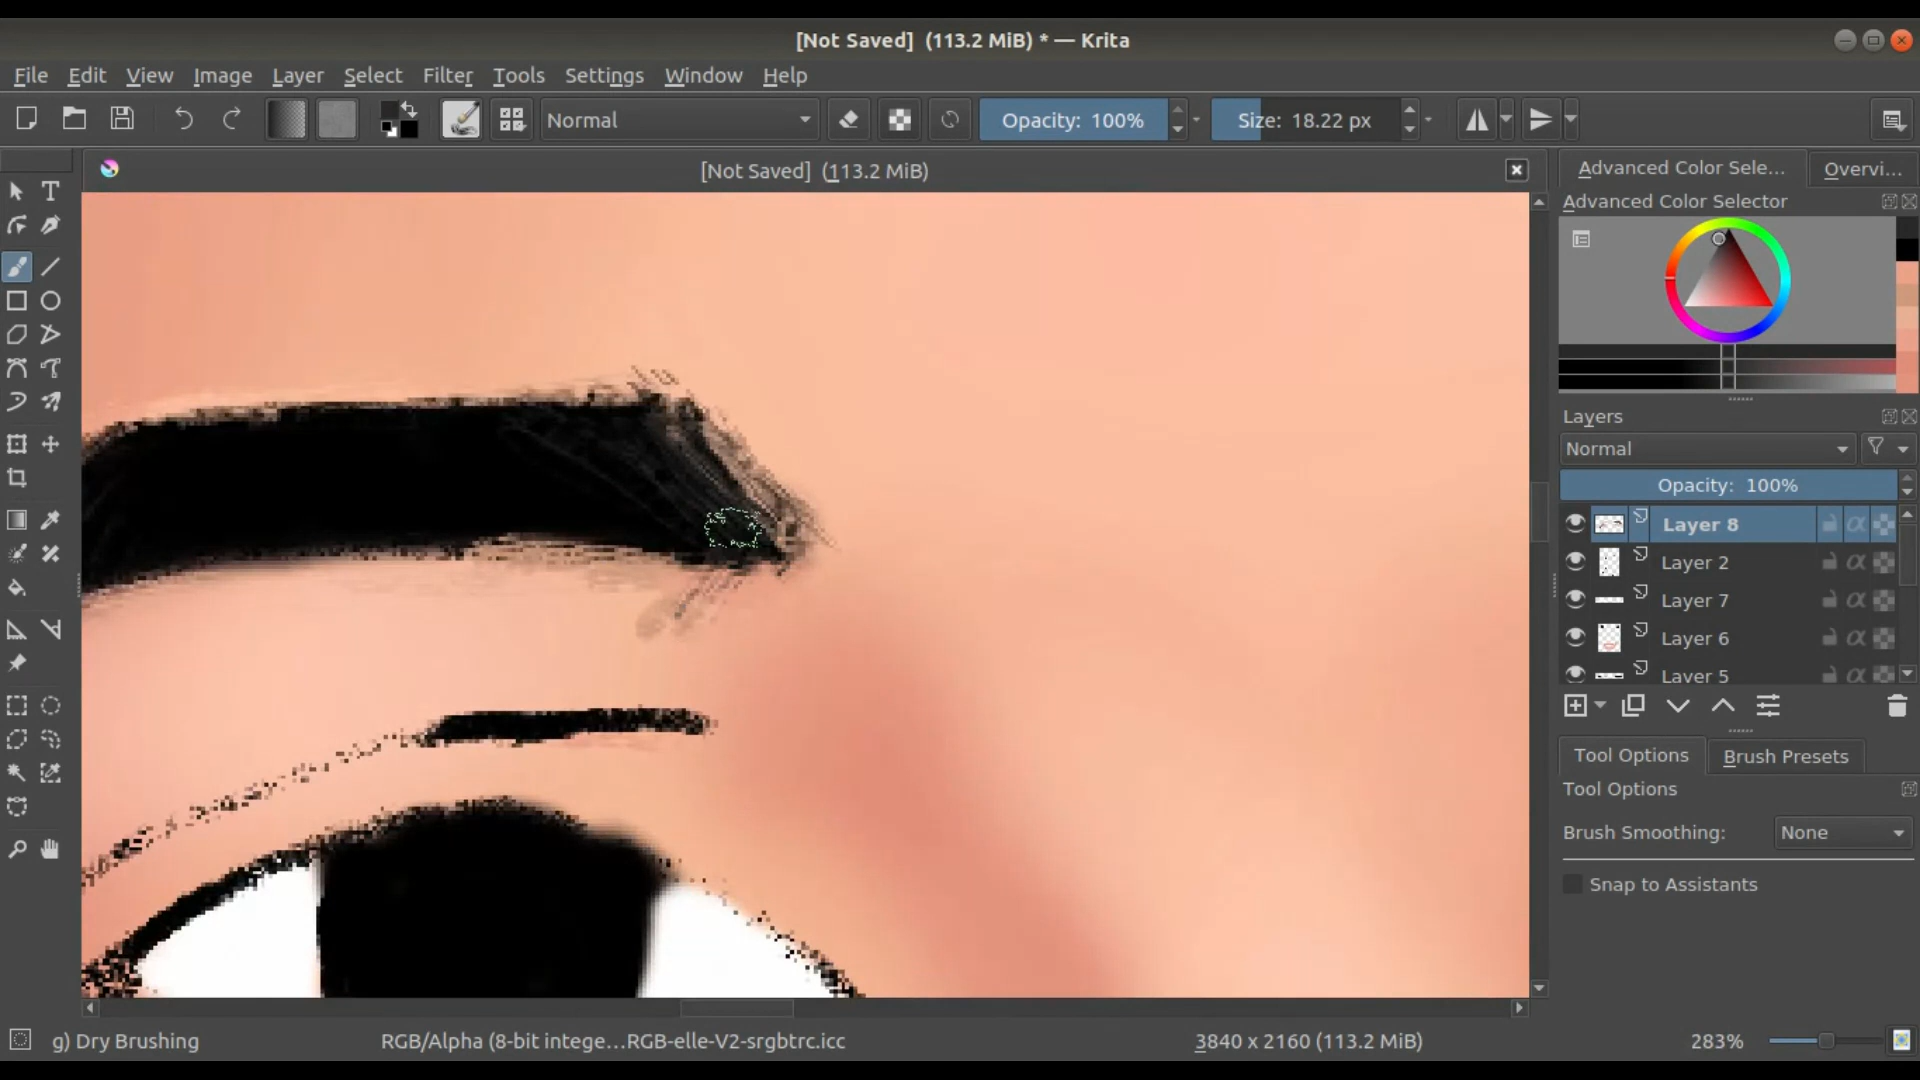 [Not Saved]  (113.2 MiB) * — Krita
File Edit View Image Layer Select Filter Tools Settings Window Help
Normal Opacity: 100% Size: 18.22 px
[Not Saved]  (113.2 MiB)
Advanced Color Sele... Overvi...
Advanced Color Selector
Layers
Normal
Opacity: 100%
Layer 8
Layer 2
Layer 7
Layer 6
Layer 5
Tool Options Brush Presets
Tool Options
Brush Smoothing: None
Snap to Assistants
g) Dry Brushing RGB/Alpha (8-bit intege...RGB-elle-V2-srgbtrc.icc 3840 x 2160 (113.2 MiB) 283%